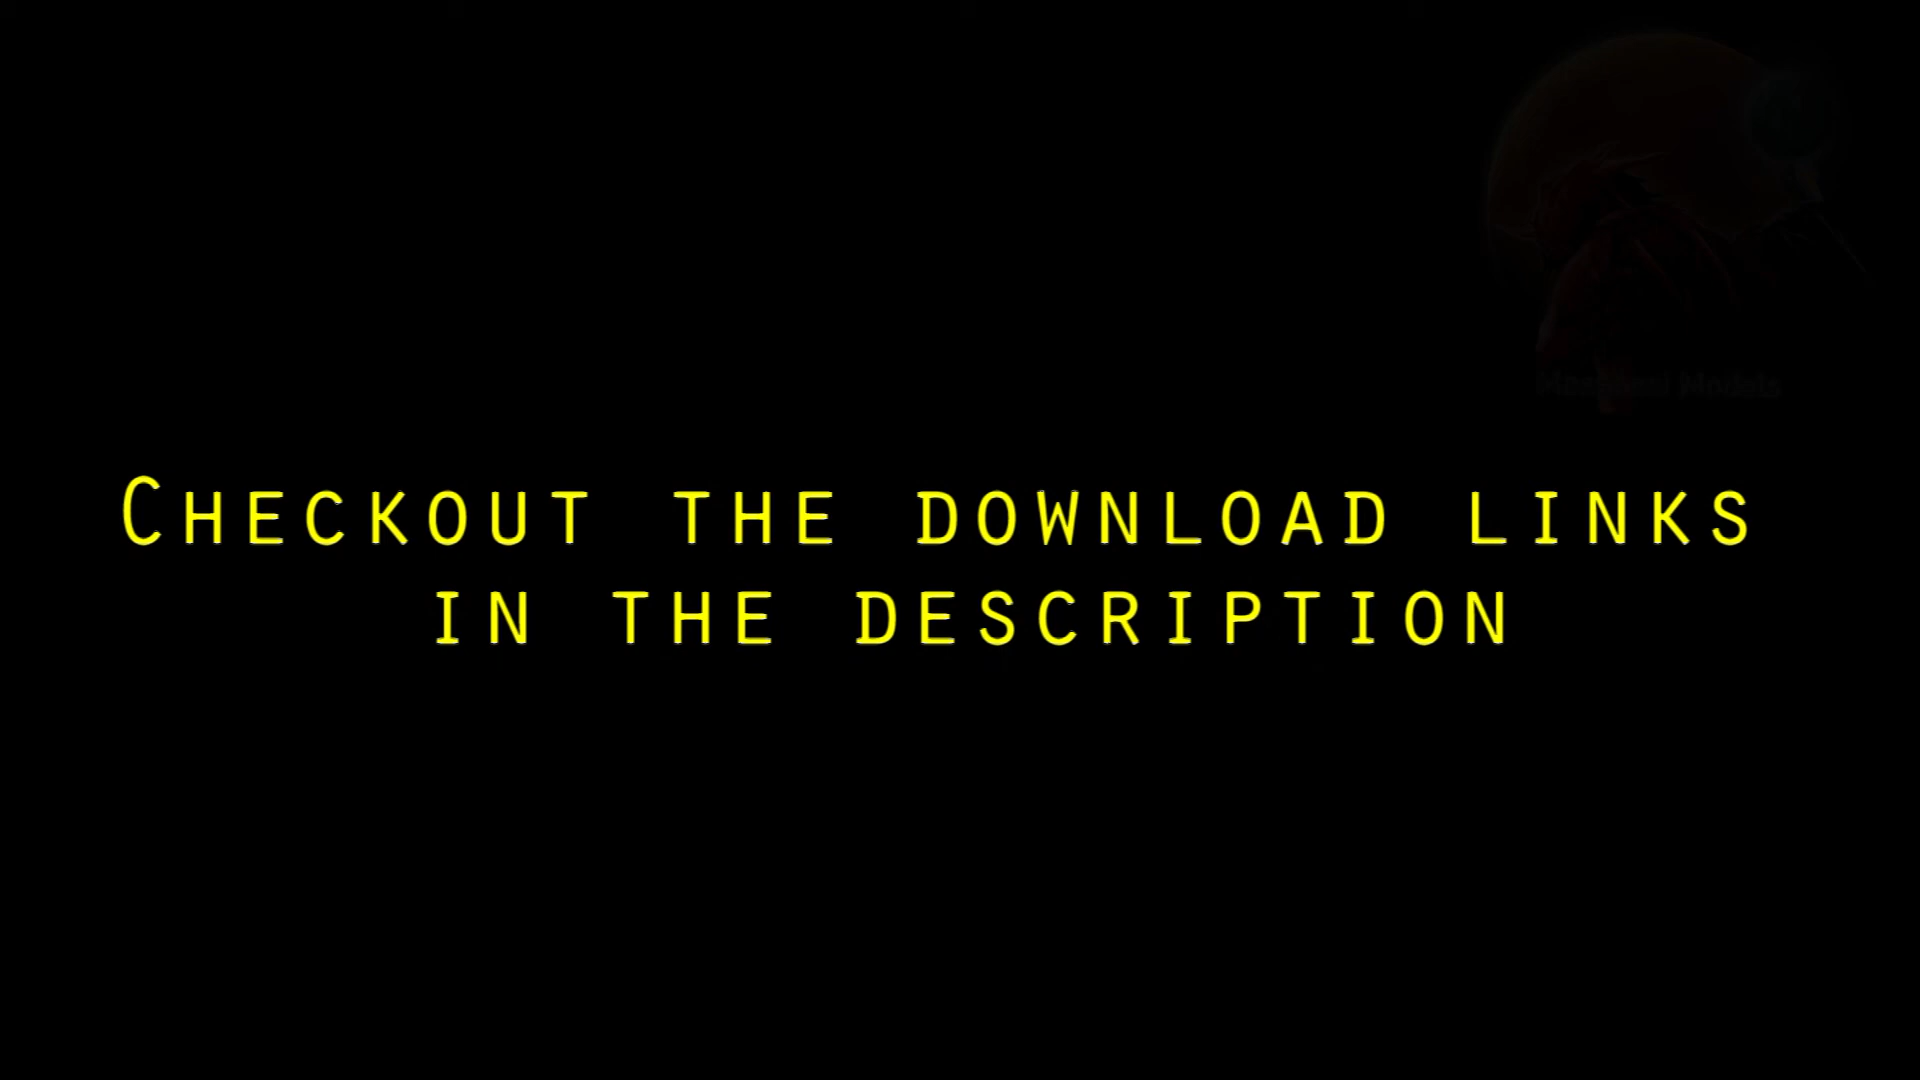 Checkout the download links
in the description